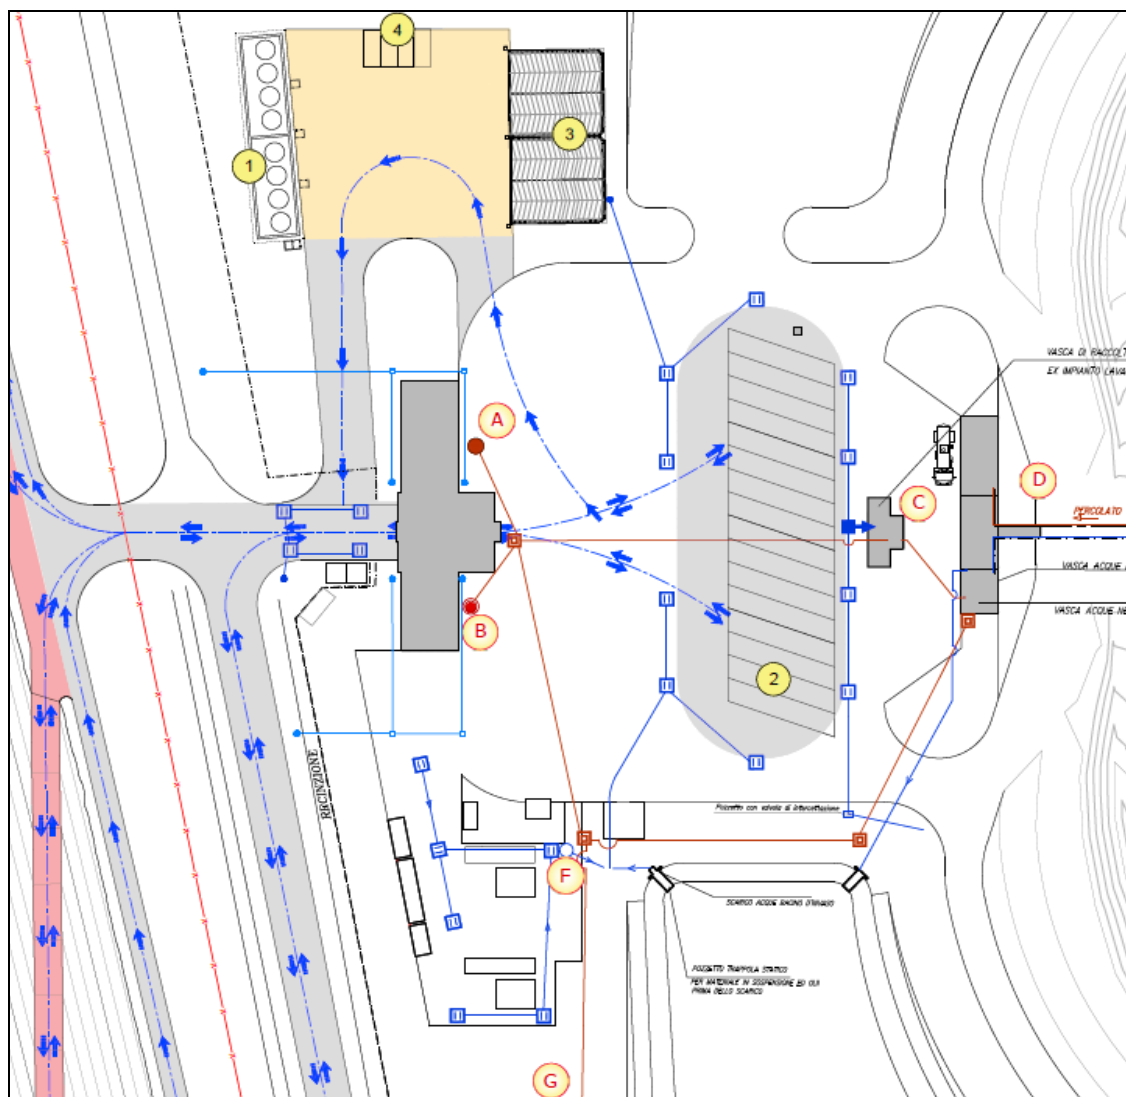 4
3
1
A
VASCA DI RACCOLT
EX IMPIANTO LAVA
D
C
PERCOLATO
VASCA ACQUE
VASCA ACQUE-NE
B
2
RECINZIONE
Pozzetto con valvola di intercettazione
F
SCARICO ACQUE BACINO D'INVASO
POZZETTO TRAPPOLA STATICO
PER MATERIALE IN SOSPENSIONE ED OLII
PRIMA DELLO SCARICO
G